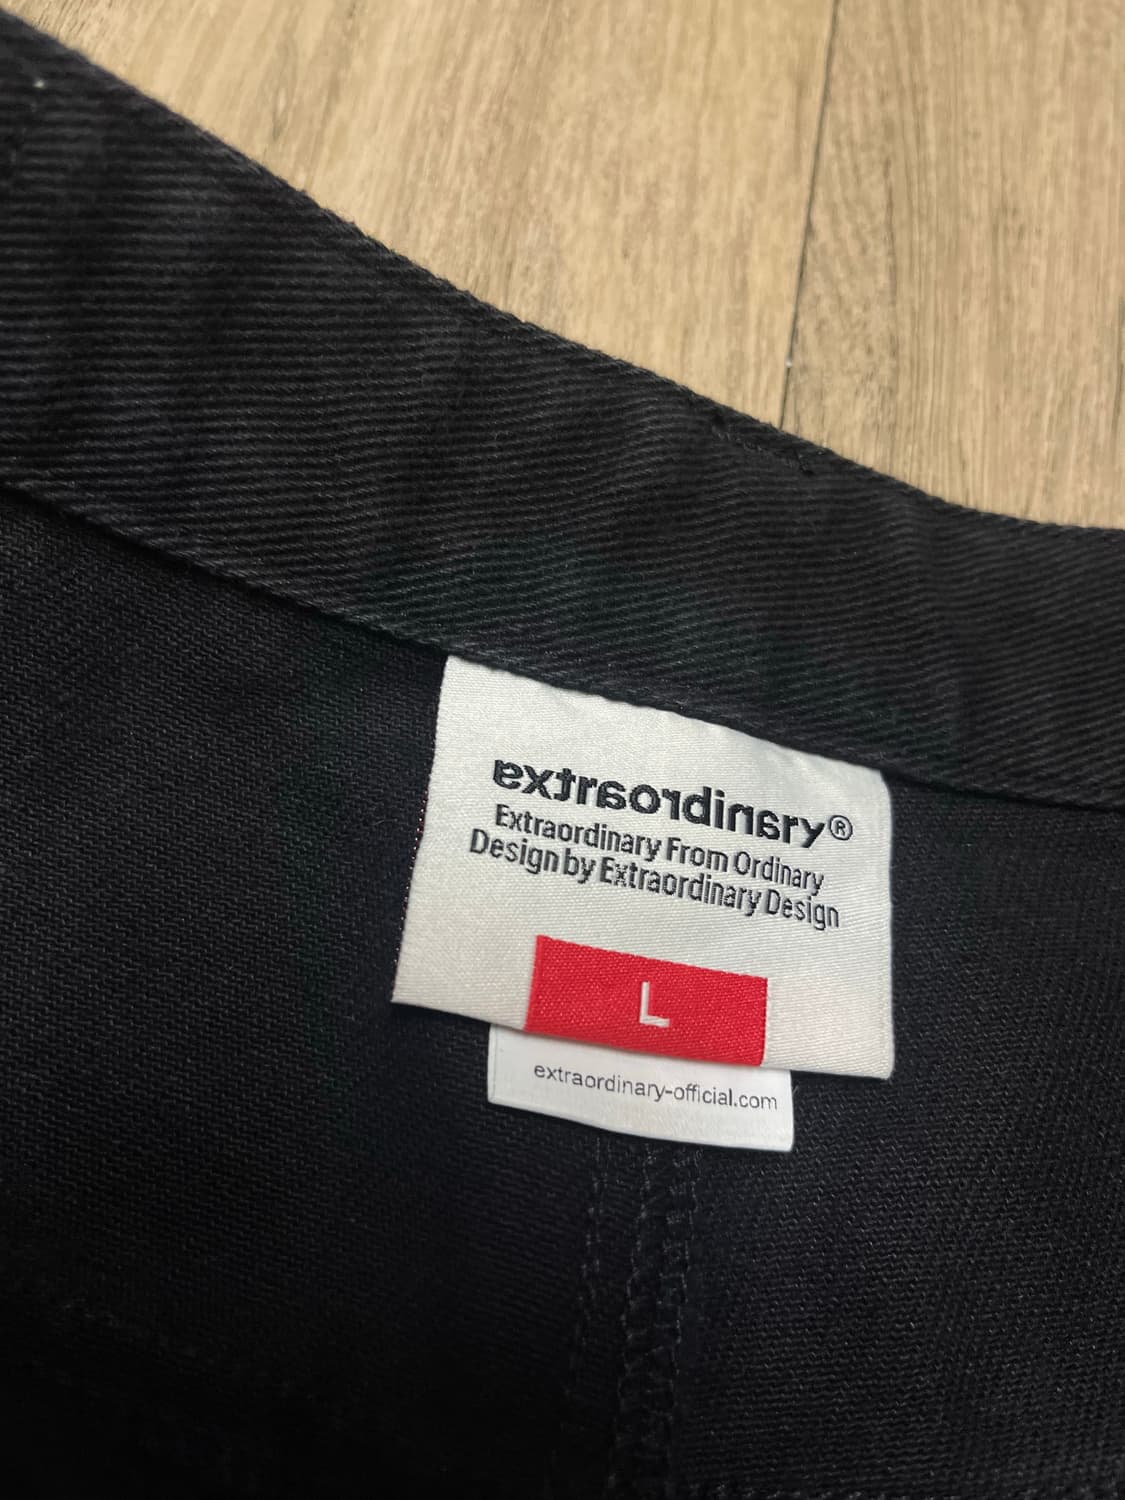 extraordinary®
Extraordinary From Ordinary
Design by Extraordinary Design
L
extraordinary-official.com